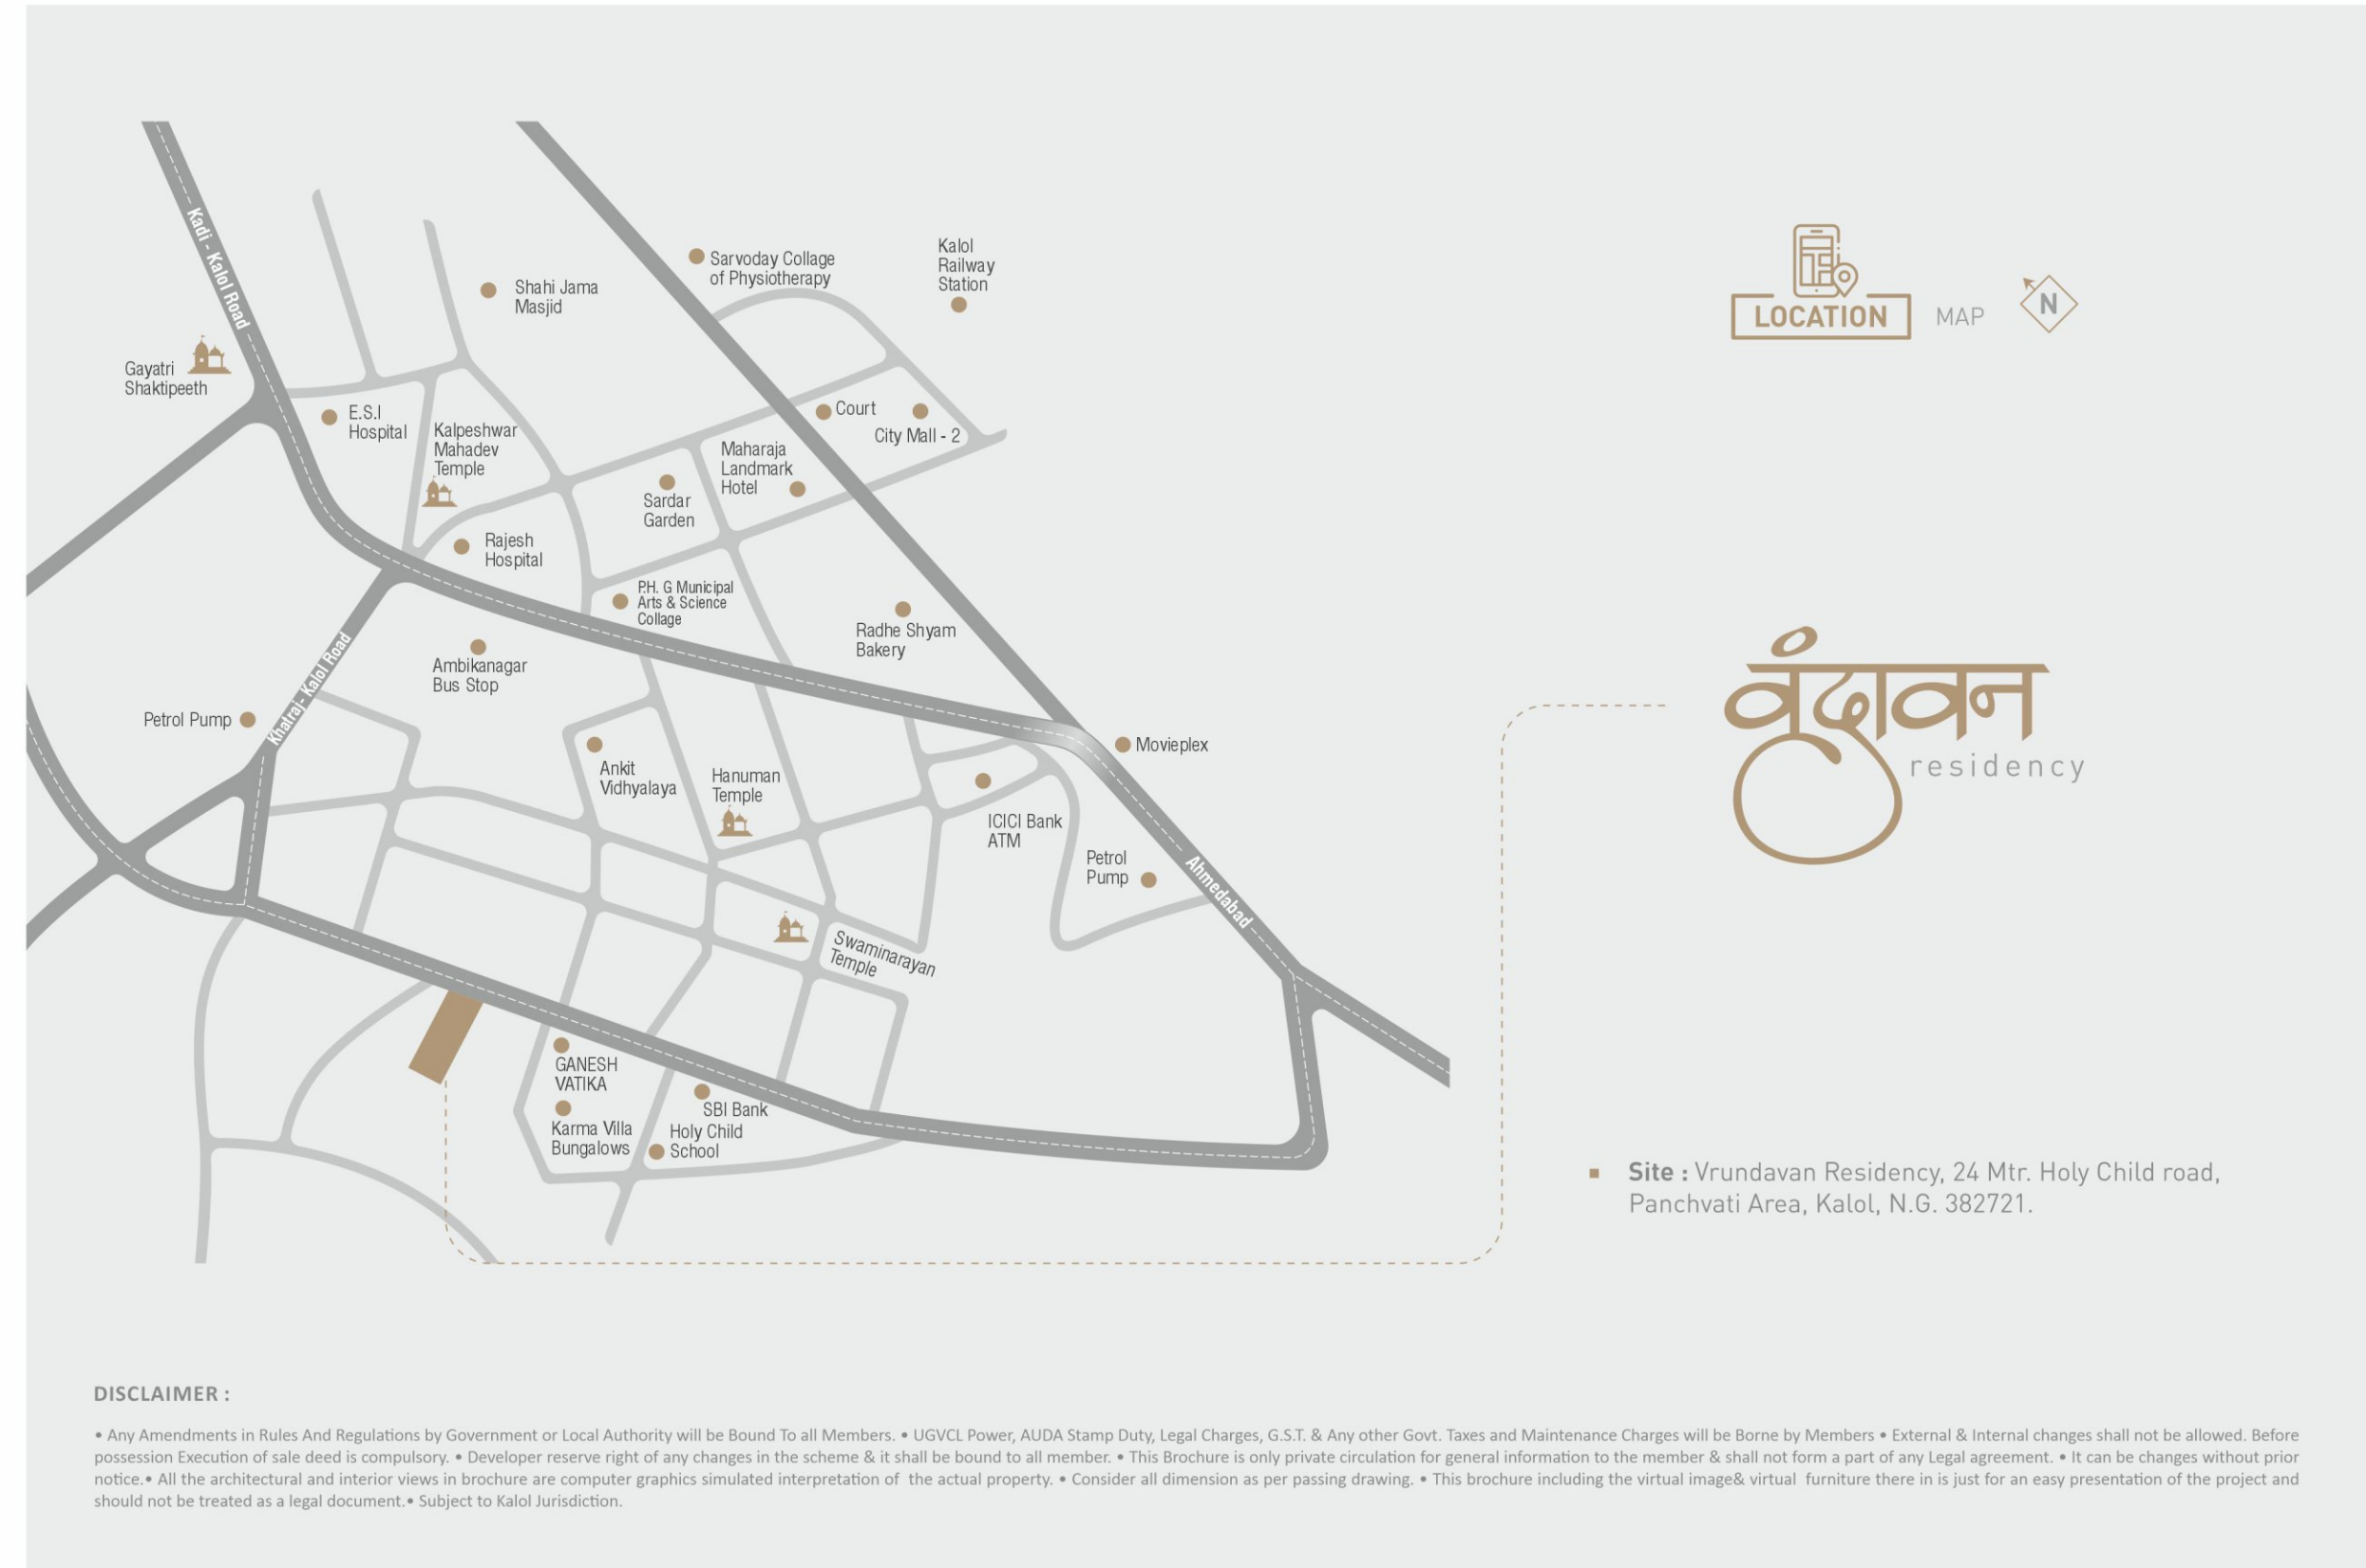 Kadi - Kalol Road
Gayatri
Shaktipeeth
E.S.I
Hospital
Shahi Jama
Masjid
Kalpeshwar
Mahadev
Temple
Rajesh
Hospital
Sarvoday Collage
of Physiotherapy
Kalol
Railway
Station
Court
City Mall - 2
Maharaja
Landmark
Hotel
Sardar
Garden
P.H. G Municipal
Arts & Science
Collage
Radhe Shyam
Bakery
Ambikanagar
Bus Stop
Khatraj- Kalol Road
Petrol Pump
Ankit
Vidhyalaya
Hanuman
Temple
Movieplex
ICICI Bank
ATM
Petrol
Pump
Ahmedabad
Swaminarayan
Temple
GANESH
VATIKA
Karma Villa
Bungalows
SBI Bank
Holy Child
School
LOCATION MAP N
वृंदावन
residency
Site : Vrundavan Residency, 24 Mtr. Holy Child road,
Panchvati Area, Kalol, N.G. 382721.
DISCLAIMER :
• Any Amendments in Rules And Regulations by Government or Local Authority will be Bound To all Members. • UGVCL Power, AUDA Stamp Duty, Legal Charges, G.S.T. & Any other Govt. Taxes and Maintenance Charges will be Borne by Members • External & Internal changes shall not be allowed. Before
possession Execution of sale deed is compulsory. • Developer reserve right of any changes in the scheme & it shall be bound to all member. • This Brochure is only private circulation for general information to the member & shall not form a part of any Legal agreement. • It can be changes without prior
notice.• All the architectural and interior views in brochure are computer graphics simulated interpretation of the actual property. • Consider all dimension as per passing drawing. • This brochure including the virtual image& virtual furniture there in is just for an easy presentation of the project and
should not be treated as a legal document.• Subject to Kalol Jurisdiction.